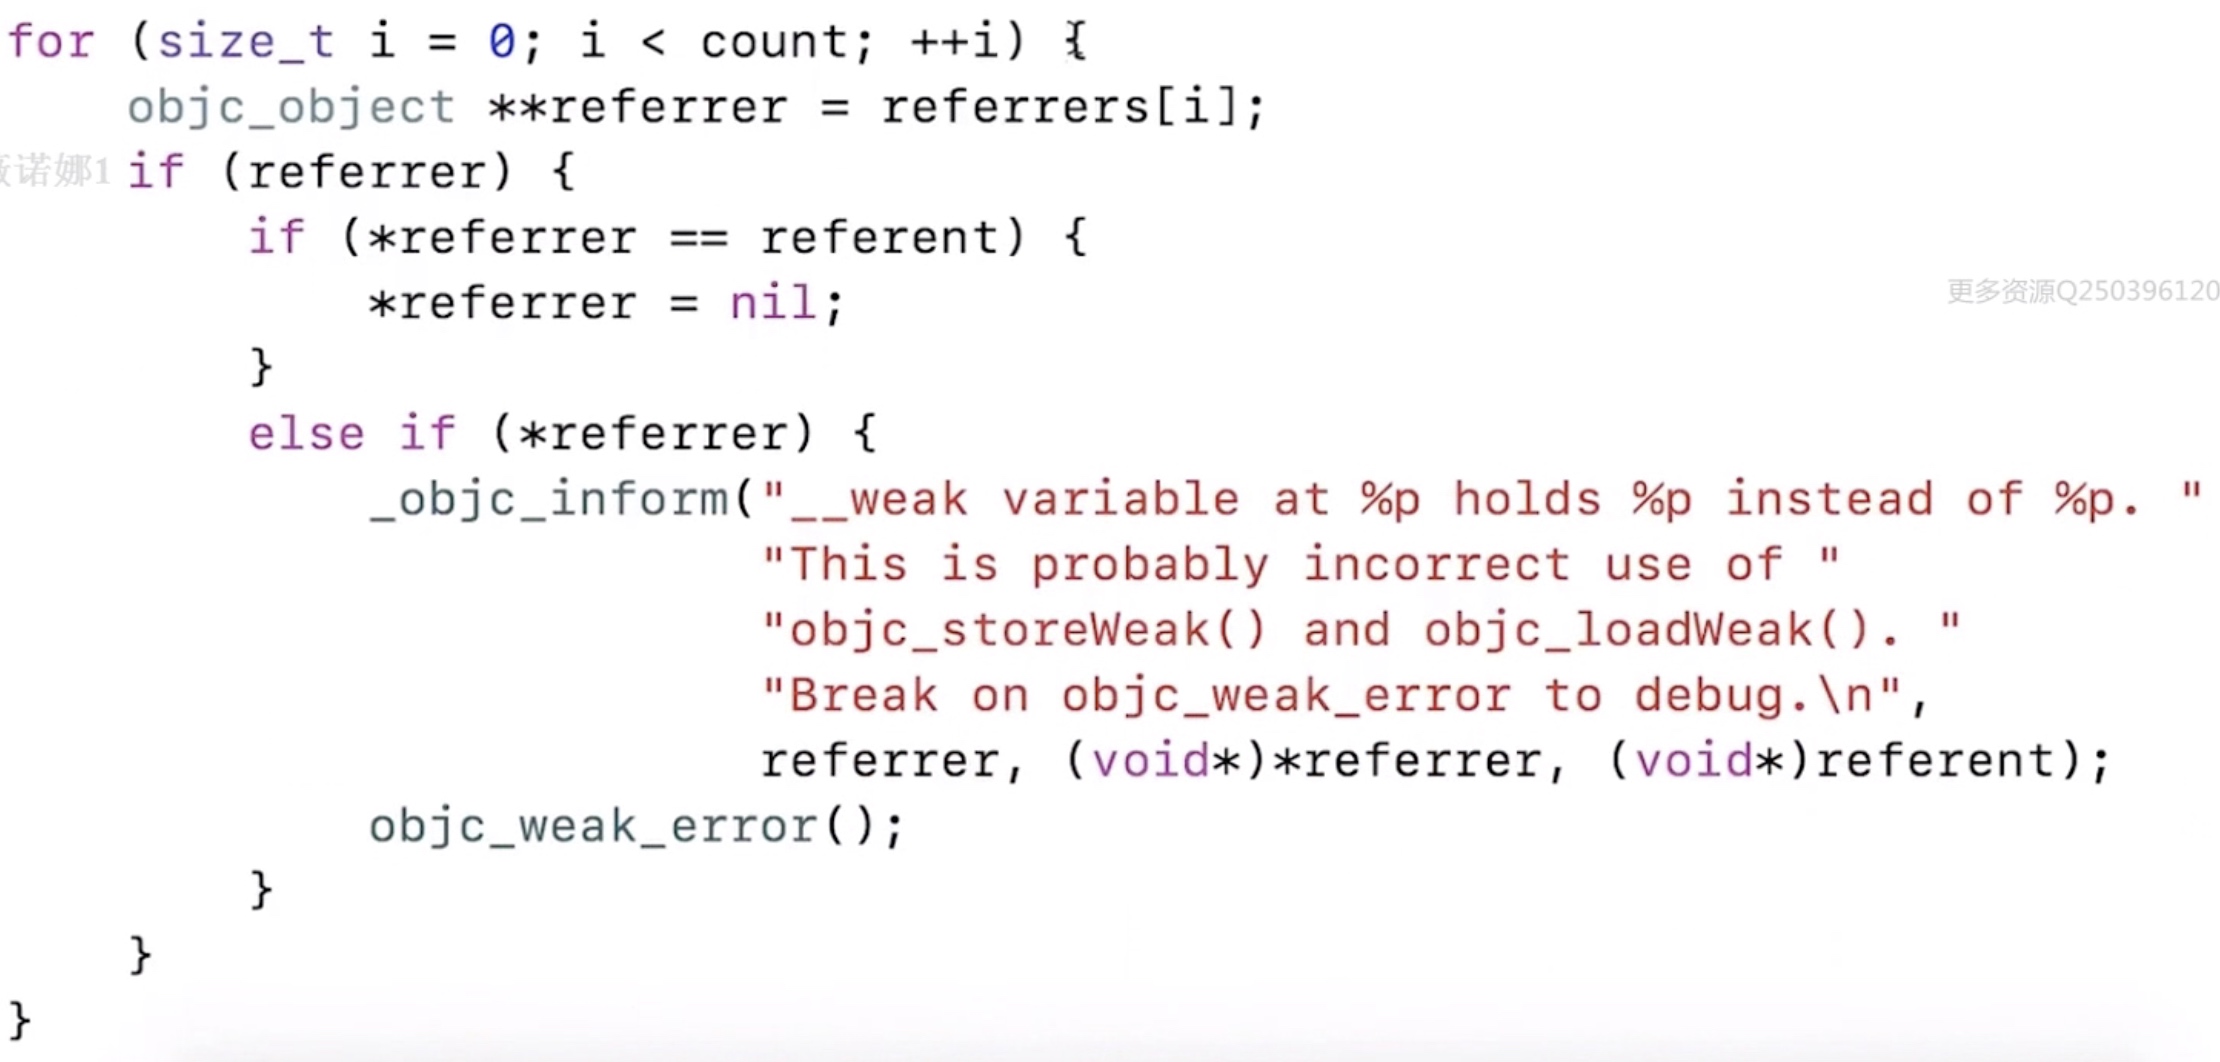 for (size_t i = 0; i < count; ++i) {
    objc_object **referrer = referrers[i];
诺娜1
    if (referrer) {
        if (*referrer == referent) {
更多资源Q250396120
            *referrer = nil;
        }
        else if (*referrer) {
            _objc_inform("__weak variable at %p holds %p instead of %p. "
                         "This is probably incorrect use of "
                         "objc_storeWeak() and objc_loadWeak(). "
                         "Break on objc_weak_error to debug.\n",
                         referrer, (void*)*referrer, (void*)referent);
            objc_weak_error();
        }
    }
}